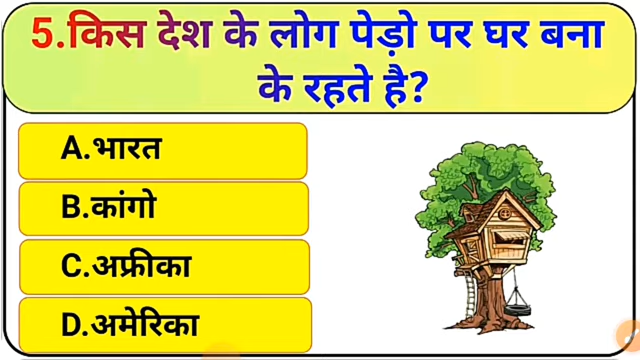 5.किस देश के लोग पेड़ो पर घर बना
के रहते है?
A.भारत
B.कांगो
C.अफ्रीका
D.अमेरिका